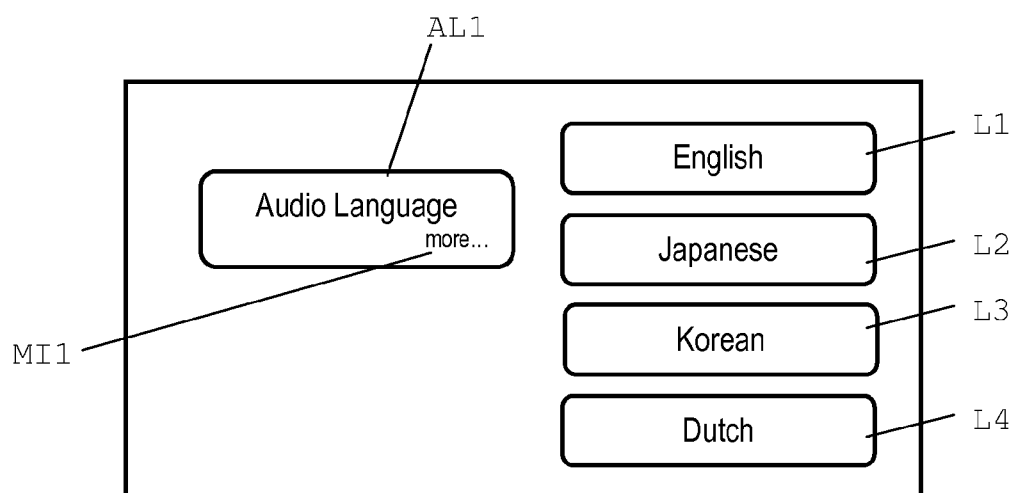 AL1
L1
English
Audio Language
more...
L2
Japanese
L3
Korean
MI1
L4
Dutch